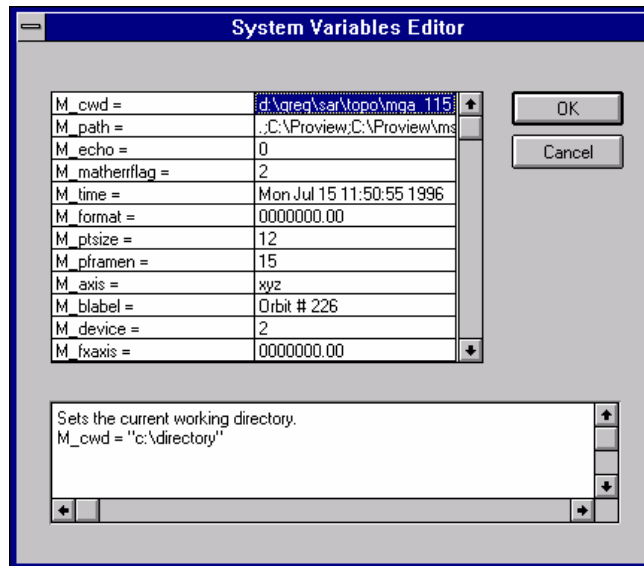 System Variables Editor
M_cwd = d:\greg\sar\topo\mga_115
M_path = .;C:\Proview;C:\Proview\ms
M_echo = 0
M_matherrflag = 2
M_time = Mon Jul 15 11:50:55 1996
M_format = 0000000.00
M_ptsize = 12
M_pframen = 15
M_axis = xyz
M_blabel = Orbit # 226
M_device = 2
M_fxaxis = 0000000.00
OK
Cancel
Sets the current working directory.
M_cwd = "c:\directory"